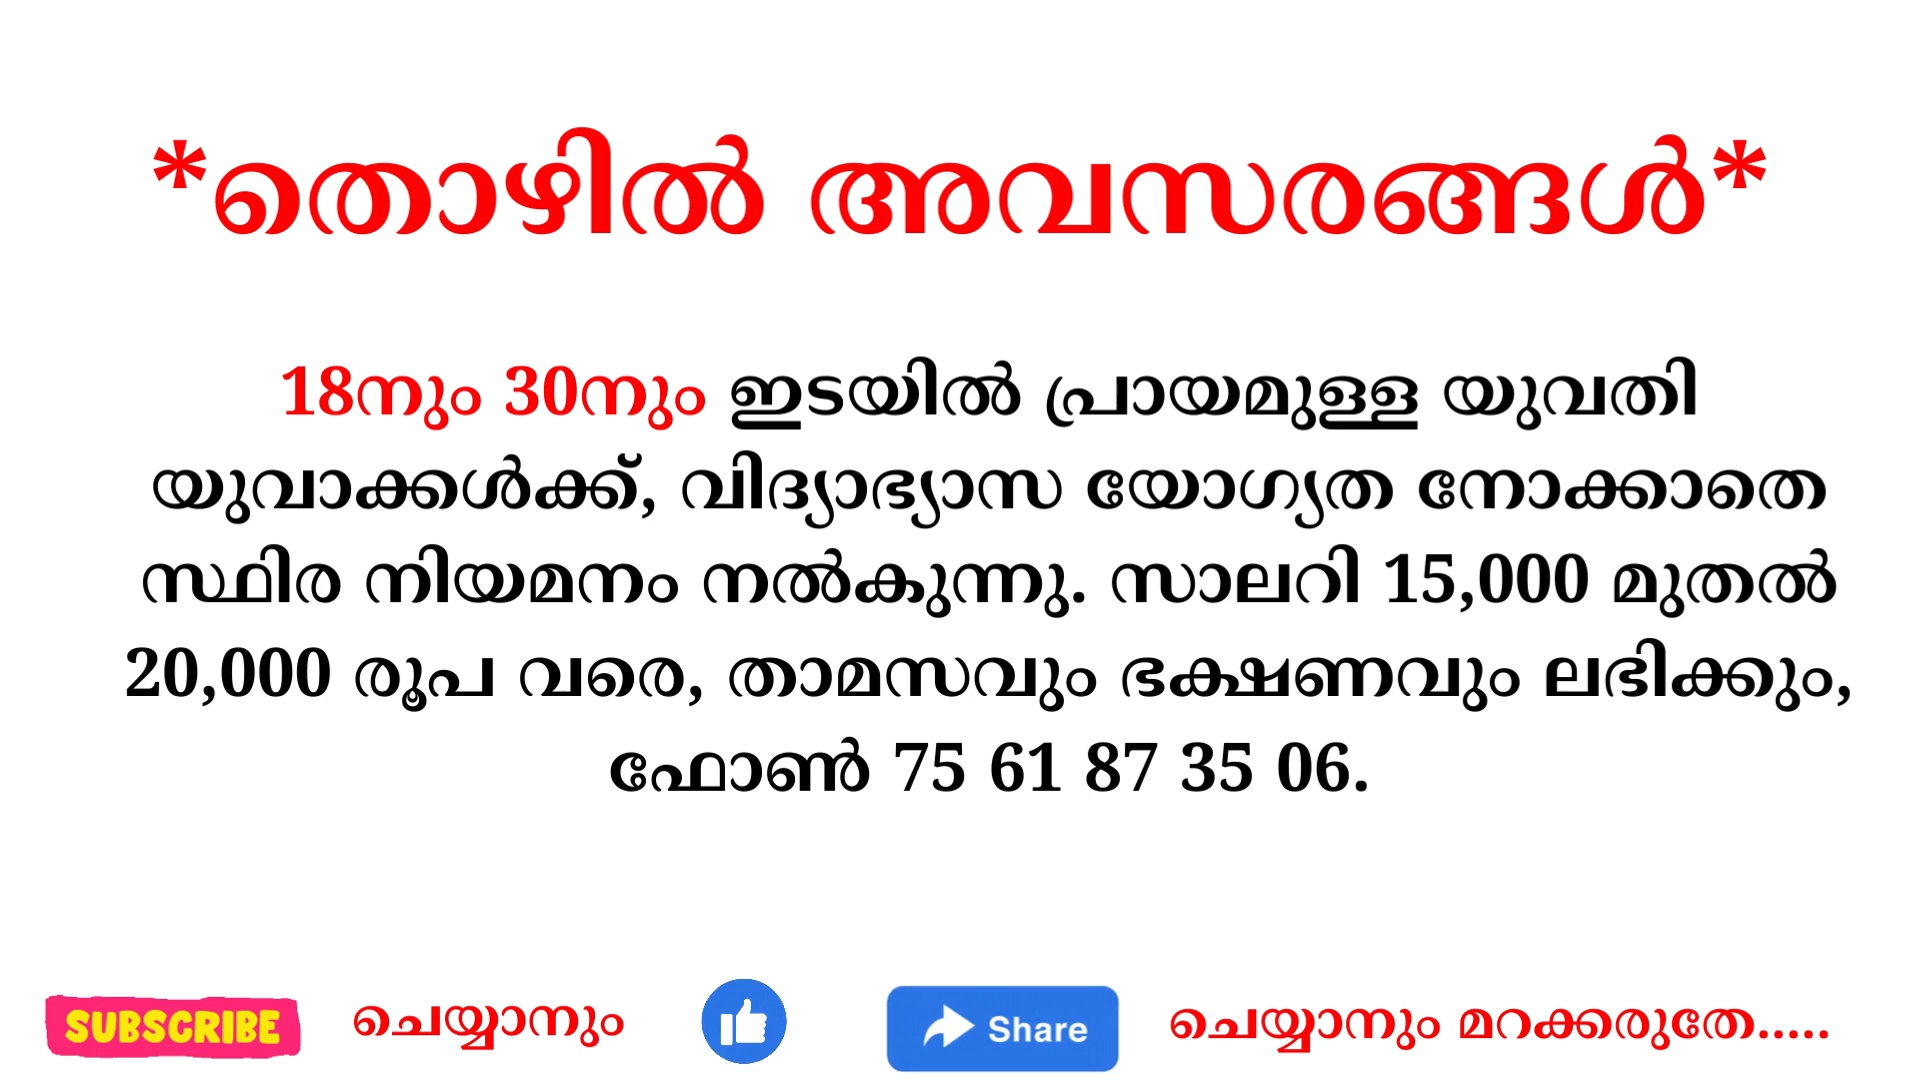 *തൊഴിൽ അവസരങ്ങൾ*
18നും 30നും ഇടയിൽ പ്രായമുള്ള യുവതി
യുവാക്കൾക്ക്, വിദ്യാഭ്യാസ യോഗ്യത നോക്കാതെ
സ്ഥിര നിയമനം നൽകുന്നു. സാലറി 15,000 മുതൽ
20,000 രൂപ വരെ, താമസവും ഭക്ഷണവും ലഭിക്കും,
ഫോൺ 75 61 87 35 06.
SUBSCRIBE ചെയ്യാനും Share ചെയ്യാനും മറക്കരുതേ.....